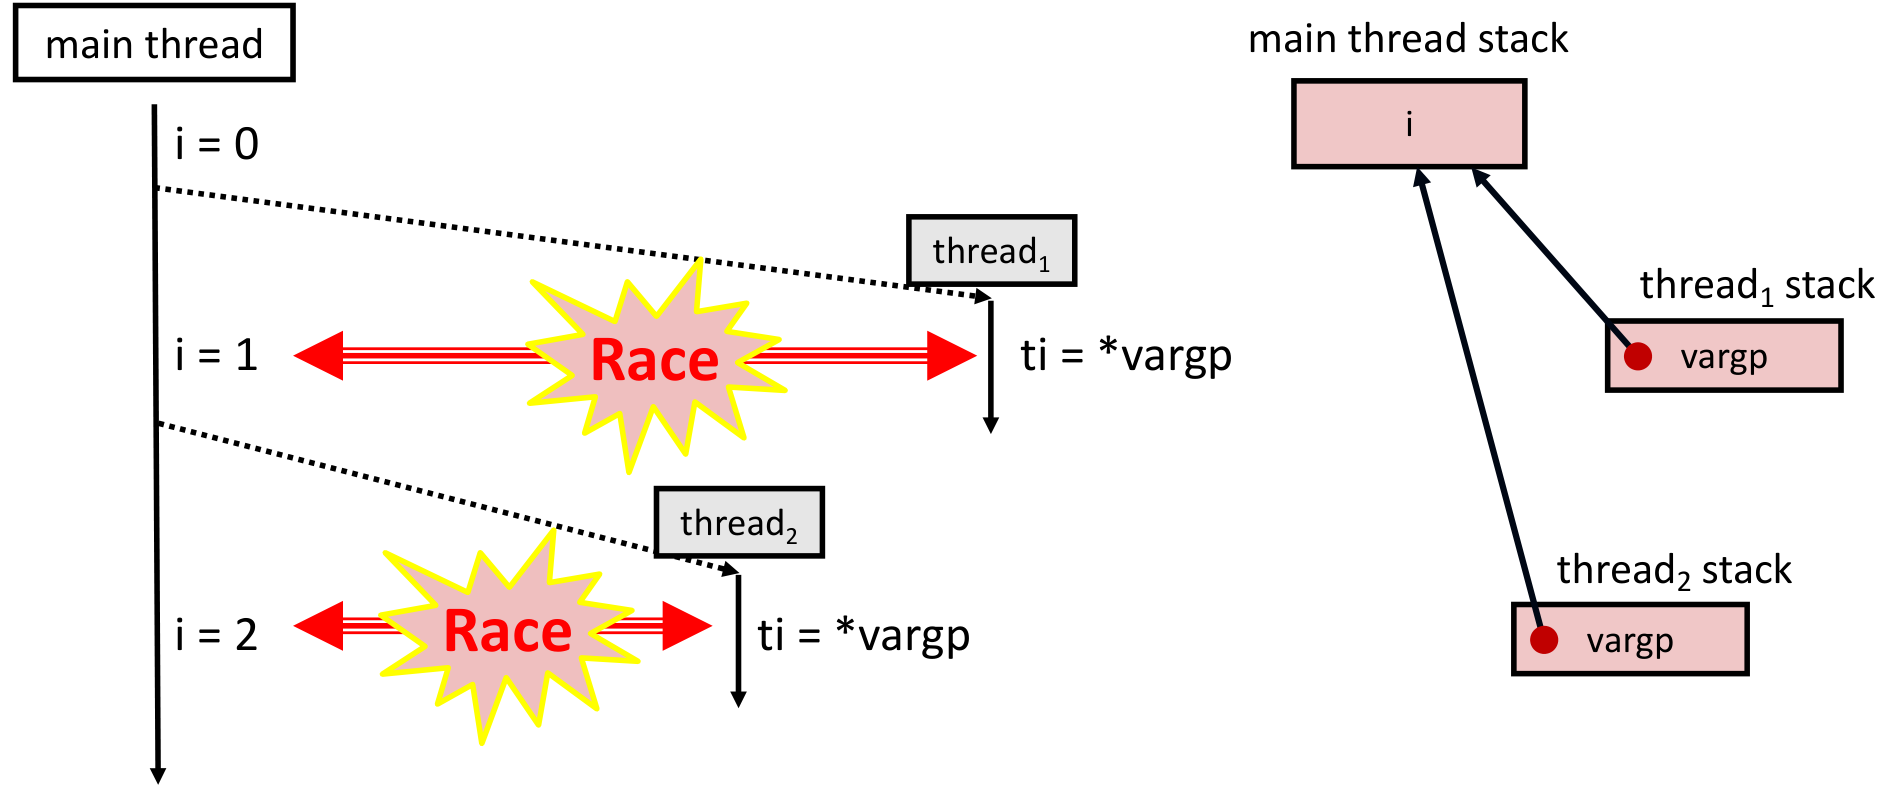 main thread
i = 0
thread₁
i = 1
Race
ti = *vargp
thread₂
i = 2
Race
ti = *vargp
main thread stack
i
thread₁ stack
vargp
thread₂ stack
vargp